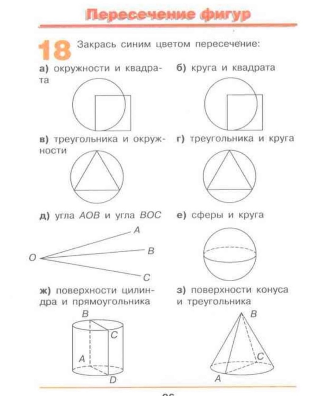 Пересечение фигур
18 Закрась синим цветом пересечение:
а) окружности и квадра-
та
б) круга и квадрата
в) треугольника и окруж-
ности
г) треугольника и круга
д) угла AOB и угла BOC
е) сферы и круга
A
O
B
C
ж) поверхности цилин-
дра и прямоугольника
з) поверхности конуса
и треугольника
B
C
A
D
B
C
A